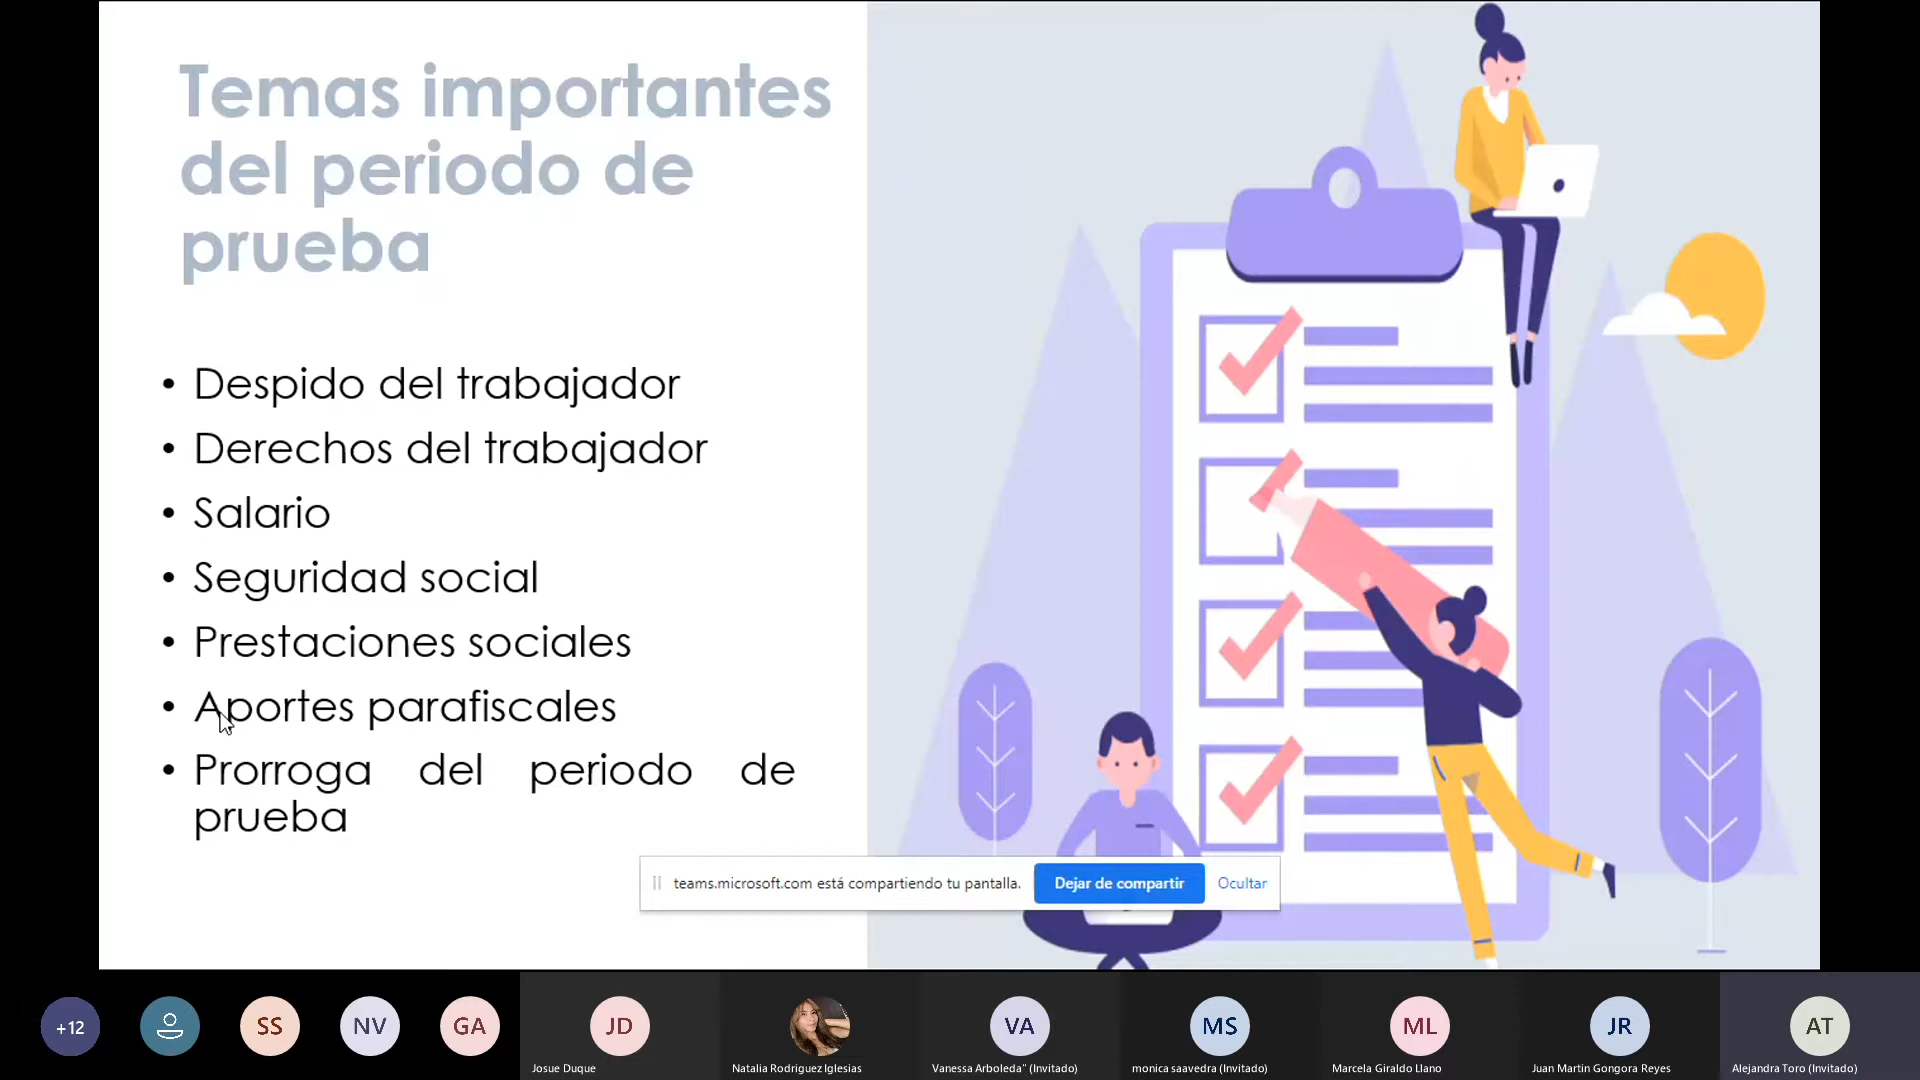 Temas importantes
del periodo de
prueba
• Despido del trabajador
• Derechos del trabajador
• Salario
• Seguridad social
• Prestaciones sociales
• Aportes parafiscales
• Prorroga del periodo de
prueba
teams.microsoft.com está compartiendo tu pantalla.
Dejar de compartir
Ocultar
+12
SS
NV
GA
JD
VA
MS
ML
JR
AT
Josue Duque
Natalia Rodriguez Iglesias
Vanessa Arboleda" (Invitado)
monica saavedra (Invitado)
Marcela Giraldo Llano
Juan Martin Gongora Reyes
Alejandra Toro (Invitado)